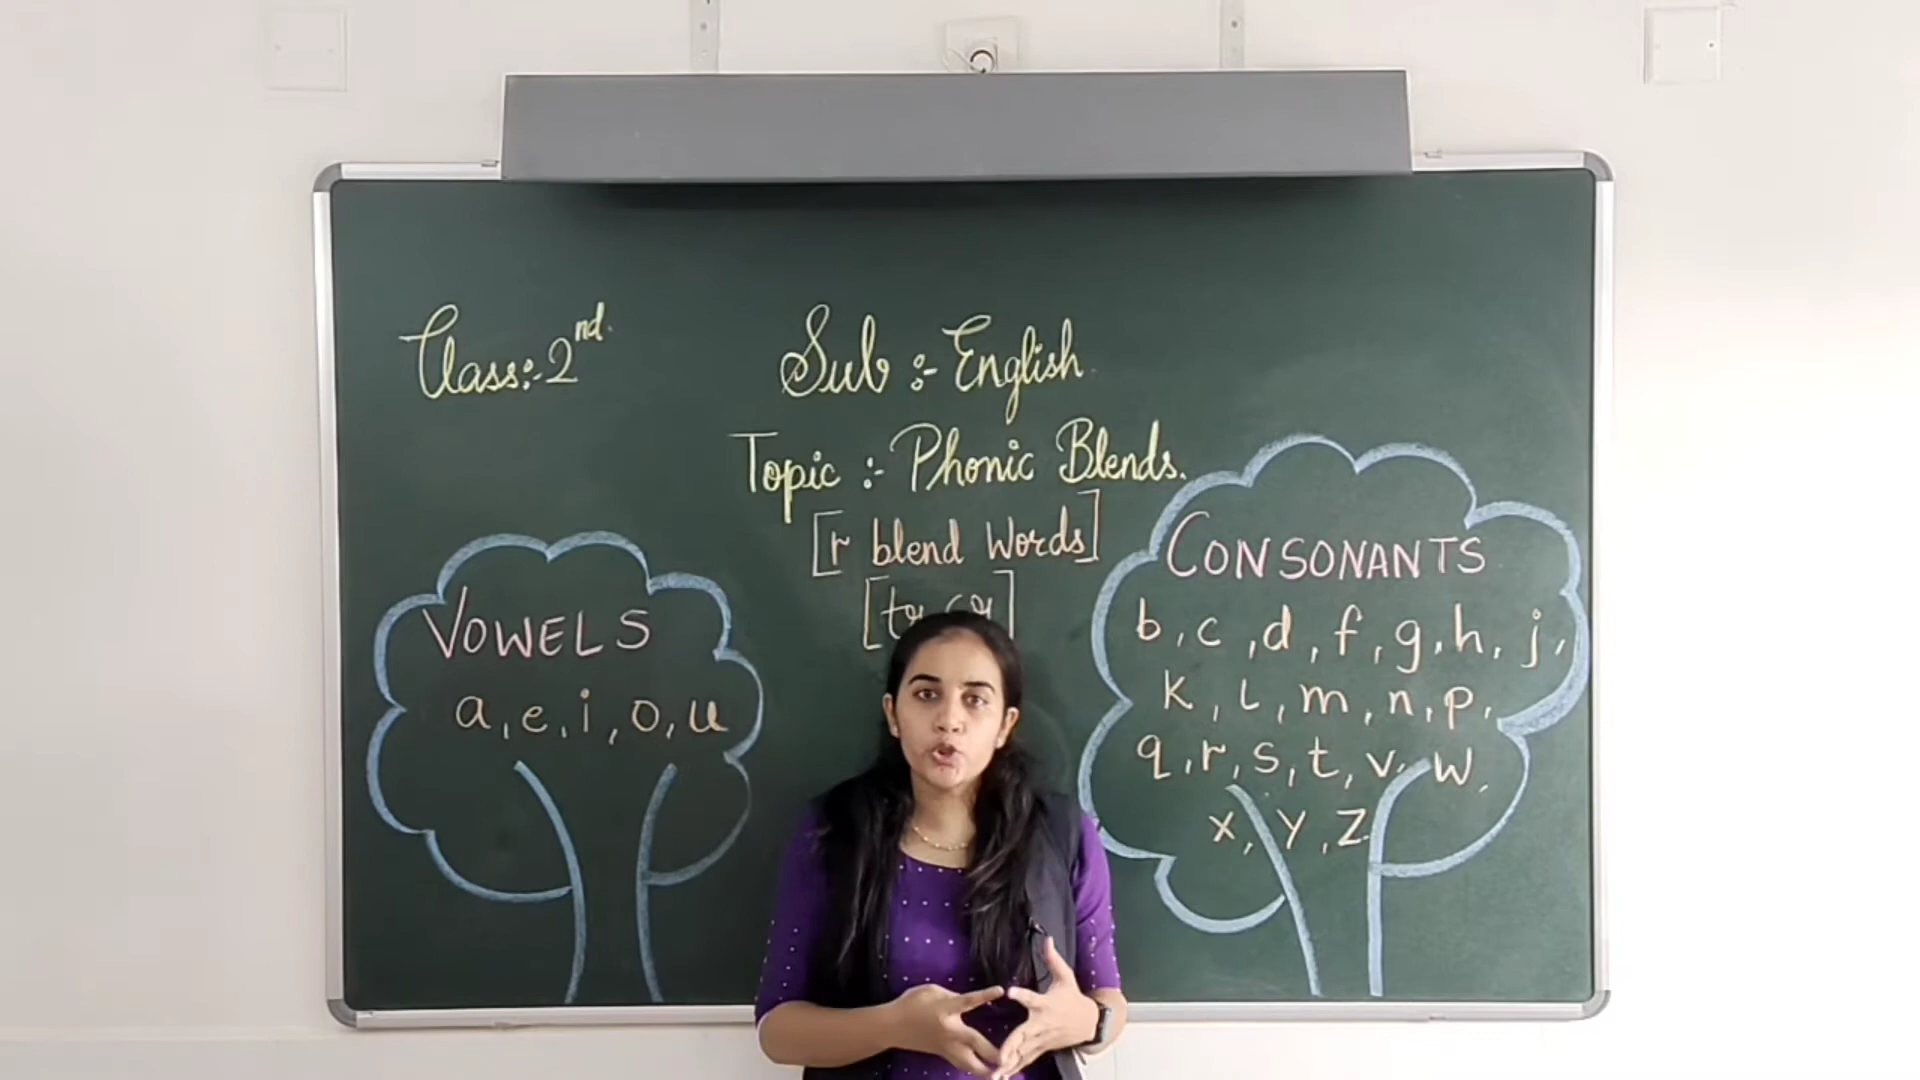 Class:-2nd.
Sub :- English.
Topic :- Phonic Blends.
[r blend Words]
VOWELS
a, e, i, o, u
CONSONANTS
b, c, d, f, g, h, j,
k, l, m, n, p,
q, r, s, t, v, w,
x, y, z